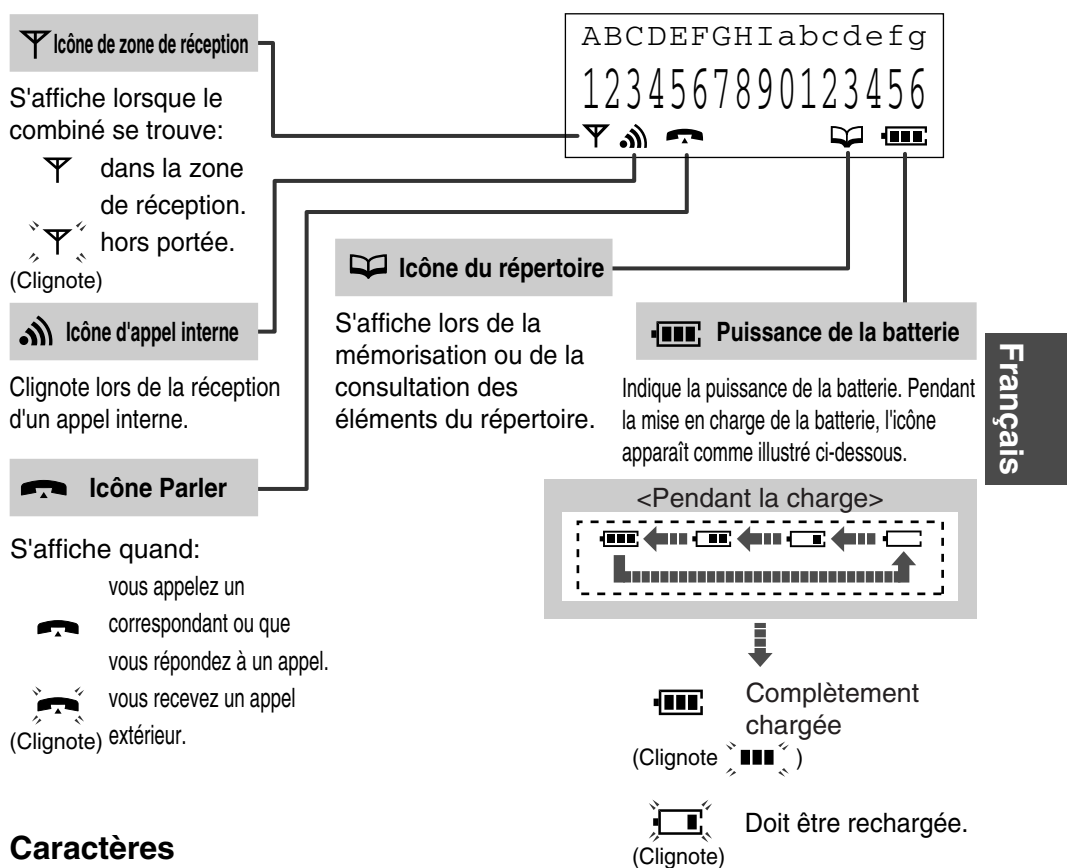 Icône de zone de réception
S'affiche lorsque le
combiné se trouve:
dans la zone
de réception.
hors portée.
(Clignote)
Icône d'appel interne
Clignote lors de la réception
d'un appel interne.
Icône Parler
S'affiche quand:
vous appelez un
correspondant ou que
vous répondez à un appel.
vous recevez un appel
(Clignote) extérieur.
Caractères
ABCDEFGHIabcdefg
1234567890123456
Icône du répertoire
S'affiche lors de la
mémorisation ou de la
consultation des
éléments du répertoire.
Puissance de la batterie
Indique la puissance de la batterie. Pendant
la mise en charge de la batterie, l'icône
apparaît comme illustré ci-dessous.
<Pendant la charge>
Complètement
chargée
(Clignote )
Doit être rechargée.
(Clignote)
Français